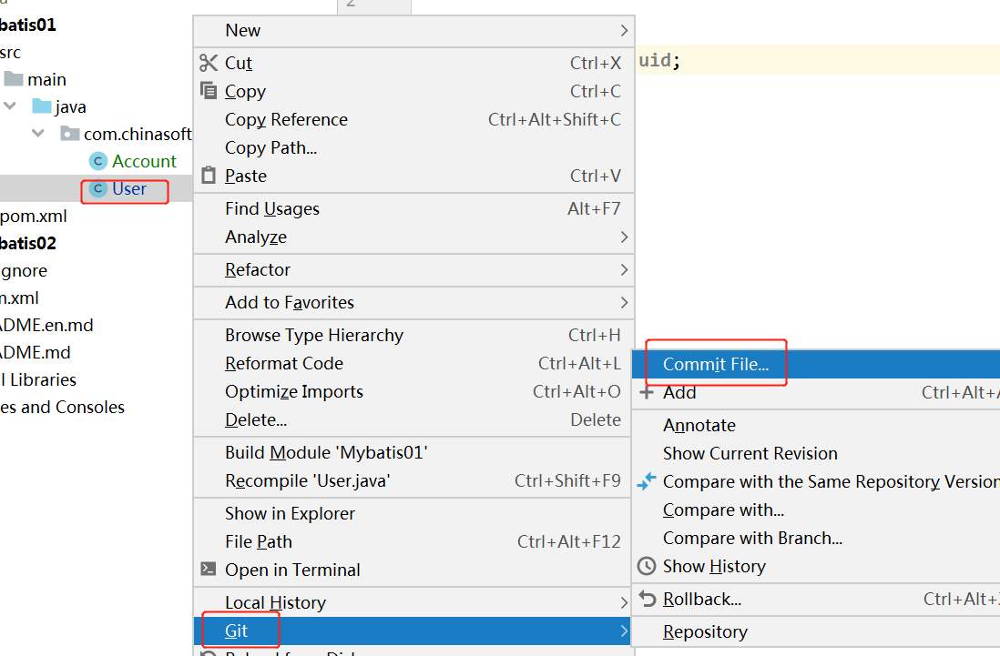 2
batis01
src
main
java
com.chinasoft
Account
User
pom.xml
batis02
gnore
m.xml
ADME.en.md
ADME.md
l Libraries
es and Consoles
uid;
New
Cut Ctrl+X
Copy Ctrl+C
Copy Reference Ctrl+Alt+Shift+C
Copy Path...
Paste Ctrl+V
Find Usages Alt+F7
Analyze
Refactor
Add to Favorites
Browse Type Hierarchy Ctrl+H
Reformat Code Ctrl+Alt+L
Optimize Imports Ctrl+Alt+O
Delete... Delete
Build Module 'Mybatis01'
Recompile 'User.java' Ctrl+Shift+F9
Show in Explorer
File Path Ctrl+Alt+F12
Open in Terminal
Local History
Git
Commit File...
Add Ctrl+Alt+A
Annotate
Show Current Revision
Compare with the Same Repository Version
Compare with...
Compare with Branch...
Show History
Rollback... Ctrl+Alt+Z
Repository